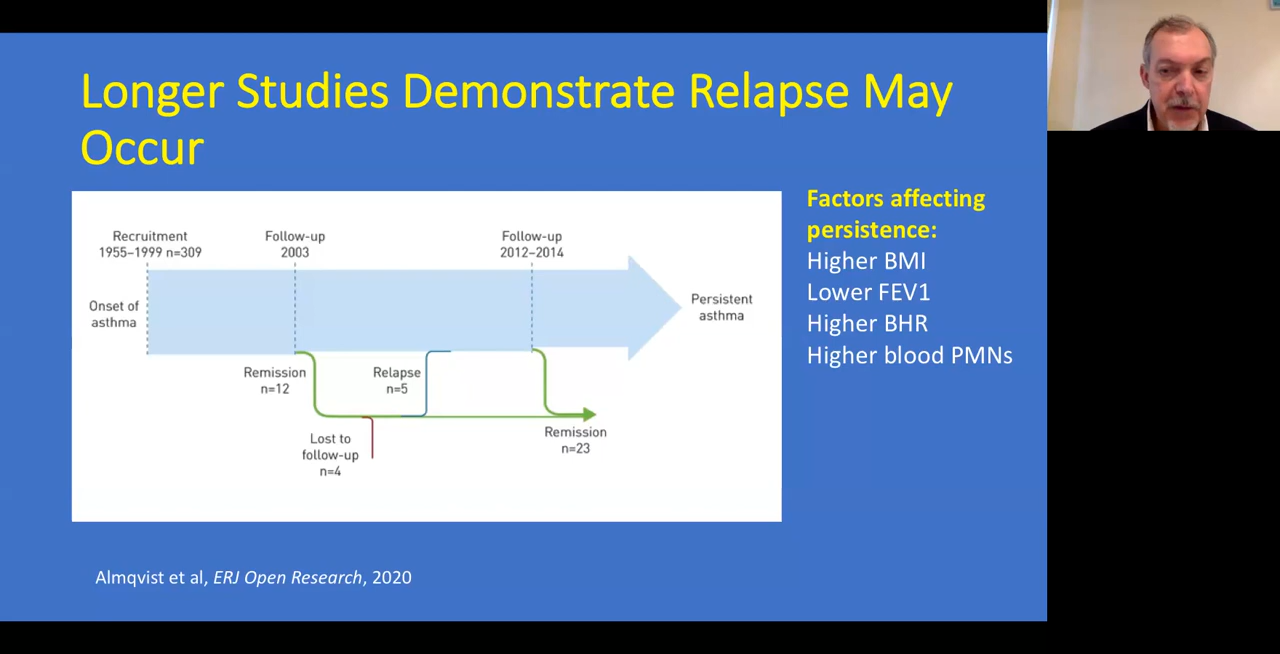 Longer Studies Demonstrate Relapse May
Occur
Recruitment
1955–1999 n=309
Follow-up
2003
Follow-up
2012–2014
Onset of
asthma
Persistent
asthma
Remission
n=12
Relapse
n=5
Lost to
follow-up
n=4
Remission
n=23
Factors affecting
persistence:
Higher BMI
Lower FEV1
Higher BHR
Higher blood PMNs
Almqvist et al, ERJ Open Research, 2020